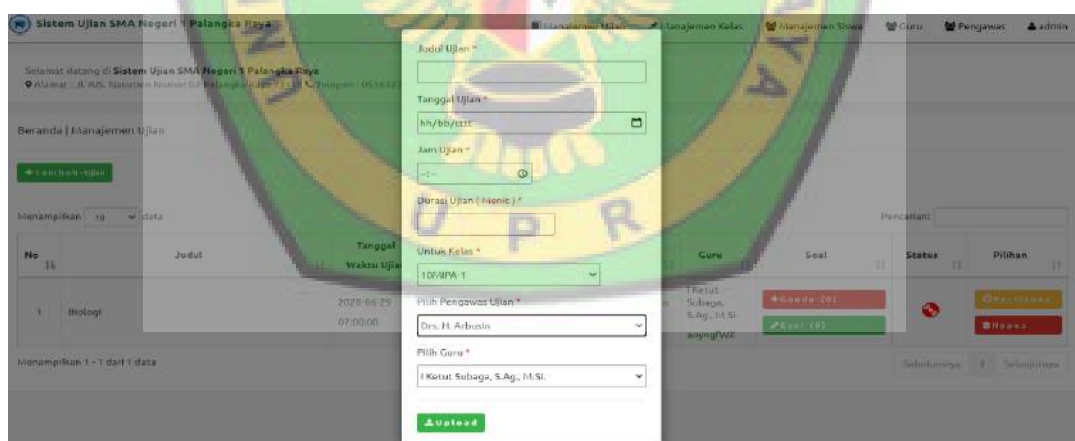 Sistem Ujian SMA Negeri 1 Palangka Raya
Manajemen Ujian
Manajemen Kelas
Manajemen Siswa
Guru
Pengawas
admin
Selamat datang di Sistem Ujian SMA Negeri 1 Palangka Raya
Beranda | Manajemen Ujian
+Tambah-Ujian
Menampilkan 10 data
Pencarian:
No
Judul
Tanggal
Waktu Ujian
Guru
Soal
Status
Pilihan
1
Biologi
07:00:00
I Ketut
Subaga,
S.Ag., M.Si.
Menampilkan 1 - 1 dari 1 data
Sebelumnya 1 Selanjutnya
Judul Ujian *
Tanggal Ujian *
hh/bb/tttt
Jam Ujian *
--:--
Durasi Ujian ( Menit ) *
Untuk Kelas *
10MIPA-1
Pilih Pengawas Ujian *
Drs. H. Arbusin
Pilih Guru *
I Ketut Subaga, S.Ag., M.Si.
Upload
UPR